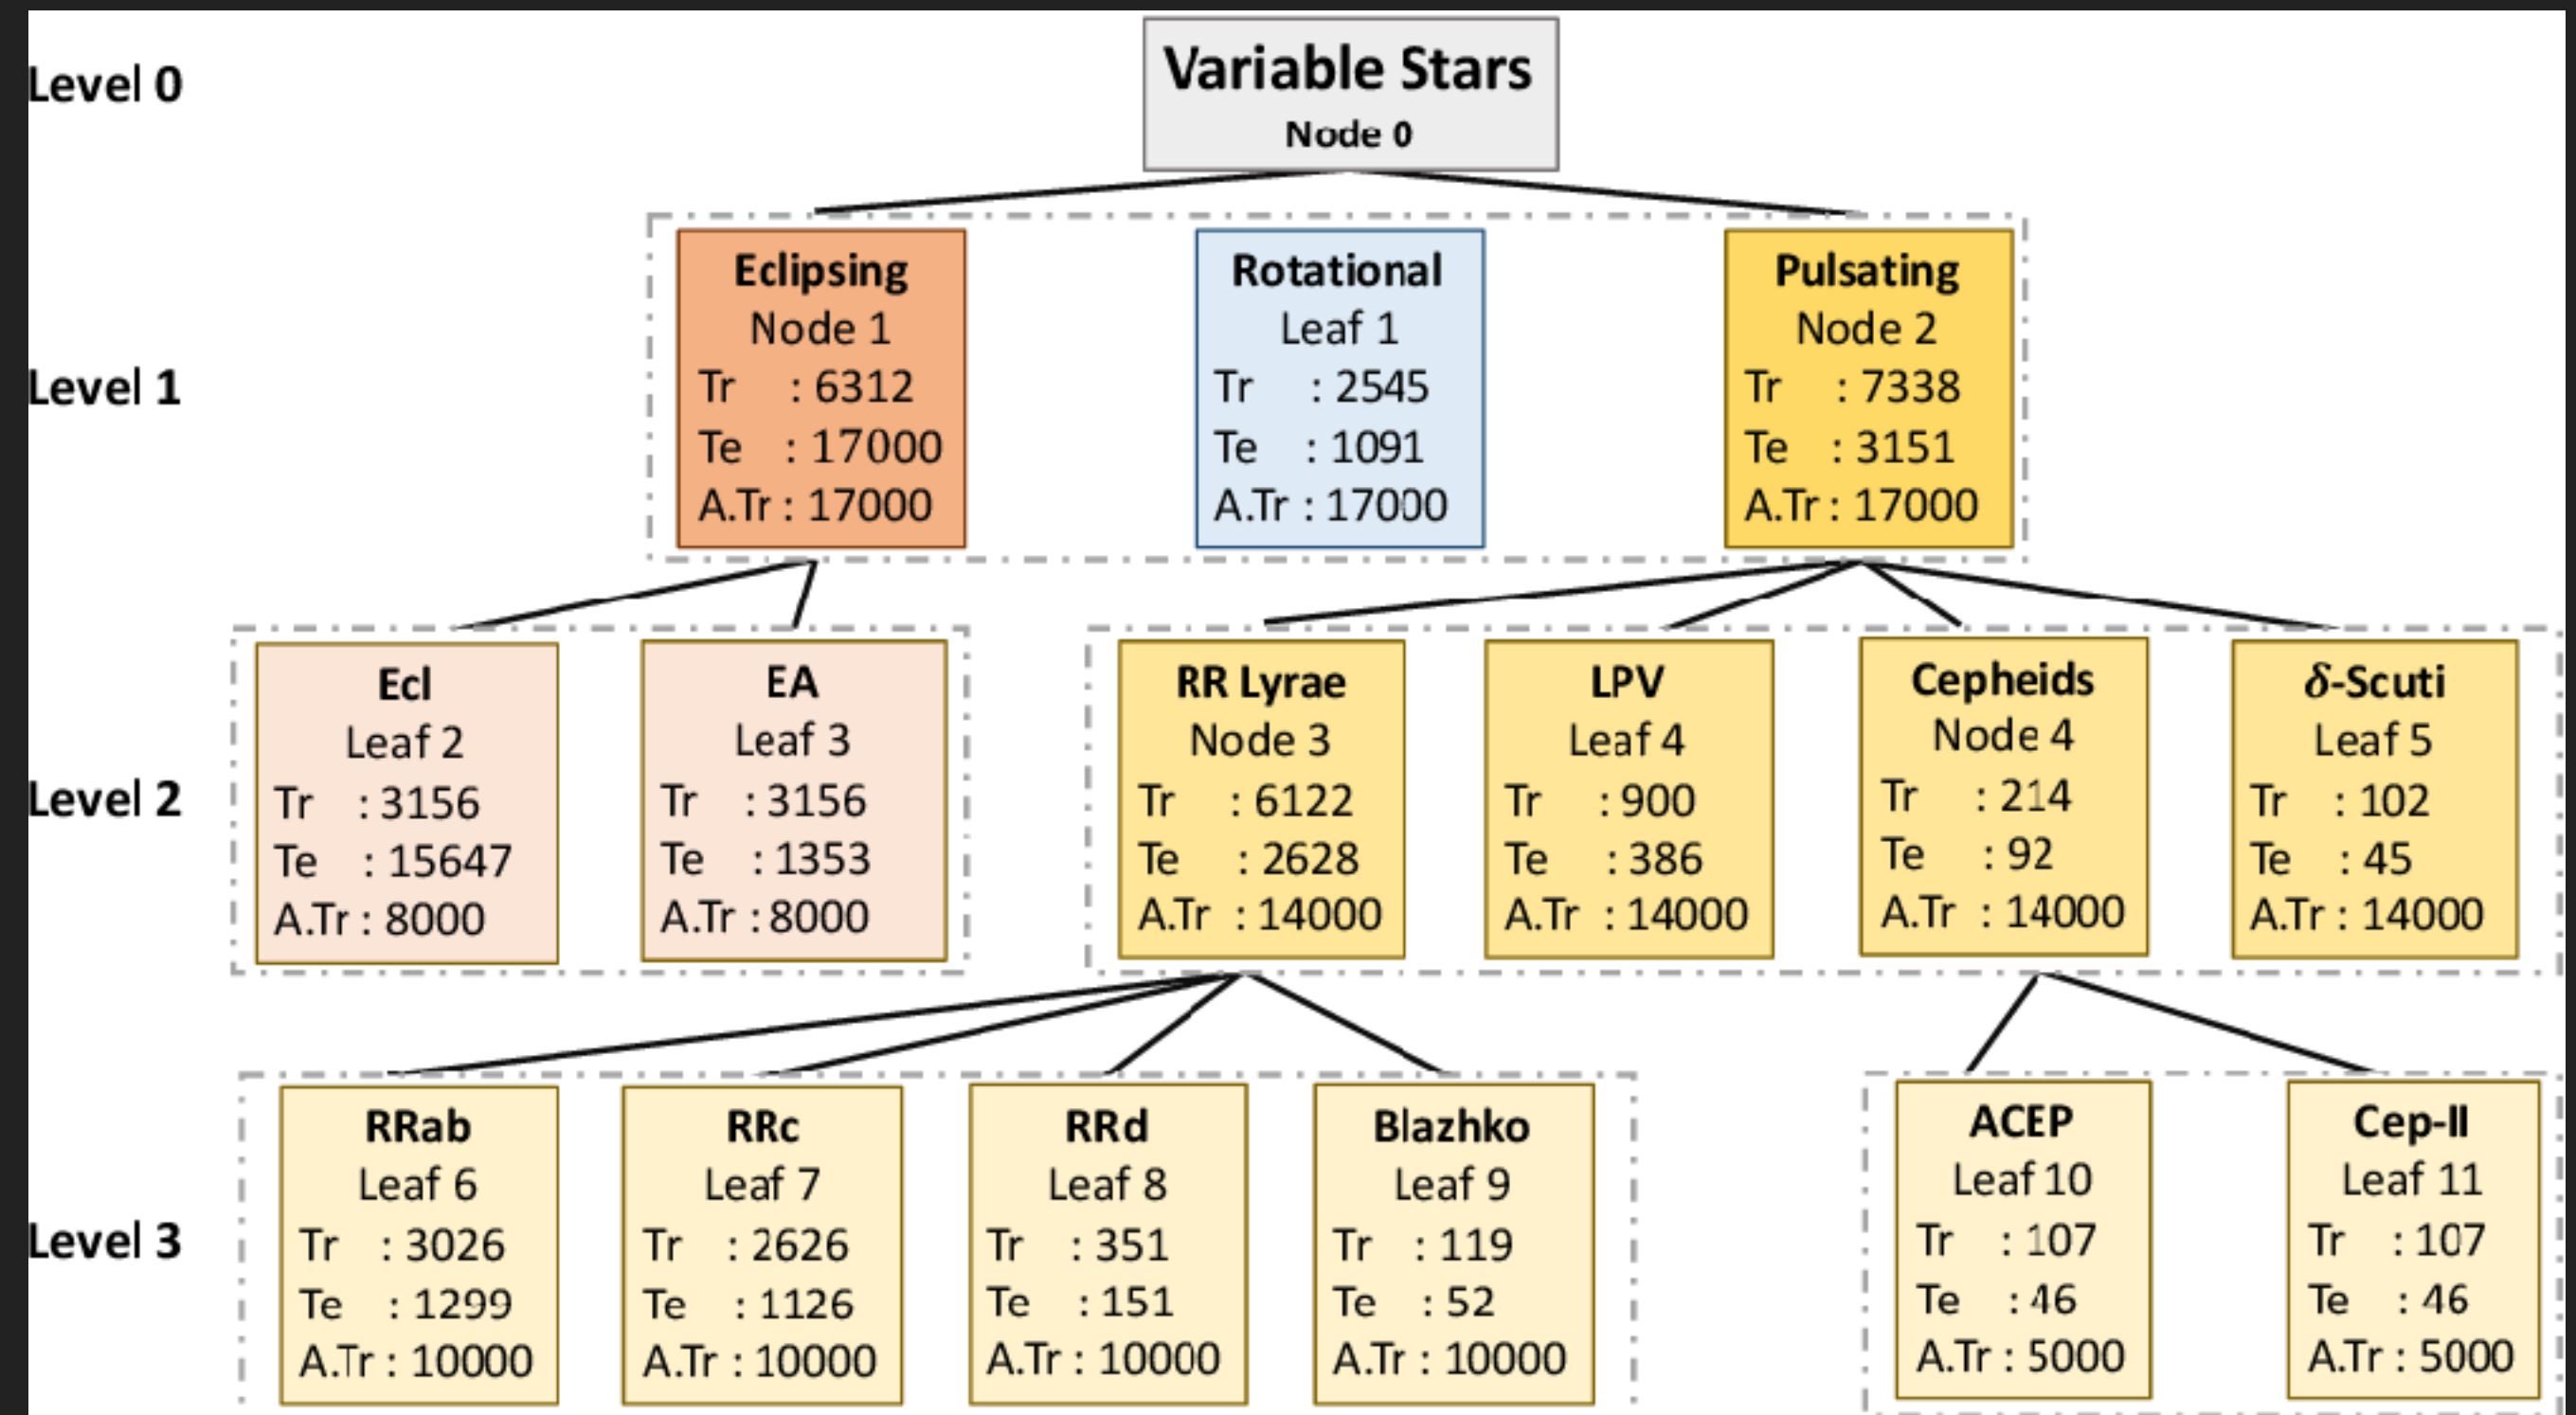 Level 0
Variable Stars
Node 0
Level 1
Eclipsing
Node 1
Tr : 6312
Te : 17000
A.Tr : 17000
Rotational
Leaf 1
Tr : 2545
Te : 1091
A.Tr : 17000
Pulsating
Node 2
Tr : 7338
Te : 3151
A.Tr : 17000
Level 2
Ecl
Leaf 2
Tr : 3156
Te : 15647
A.Tr : 8000
EA
Leaf 3
Tr : 3156
Te : 1353
A.Tr : 8000
RR Lyrae
Node 3
Tr : 6122
Te : 2628
A.Tr : 14000
LPV
Leaf 4
Tr : 900
Te : 386
A.Tr : 14000
Cepheids
Node 4
Tr : 214
Te : 92
A.Tr : 14000
δ-Scuti
Leaf 5
Tr : 102
Te : 45
A.Tr : 14000
Level 3
RRab
Leaf 6
Tr : 3026
Te : 1299
A.Tr : 10000
RRc
Leaf 7
Tr : 2626
Te : 1126
A.Tr : 10000
RRd
Leaf 8
Tr : 351
Te : 151
A.Tr : 10000
Blazhko
Leaf 9
Tr : 119
Te : 52
A.Tr : 10000
ACEP
Leaf 10
Tr : 107
Te : 46
A.Tr : 5000
Cep-II
Leaf 11
Tr : 107
Te : 46
A.Tr : 5000